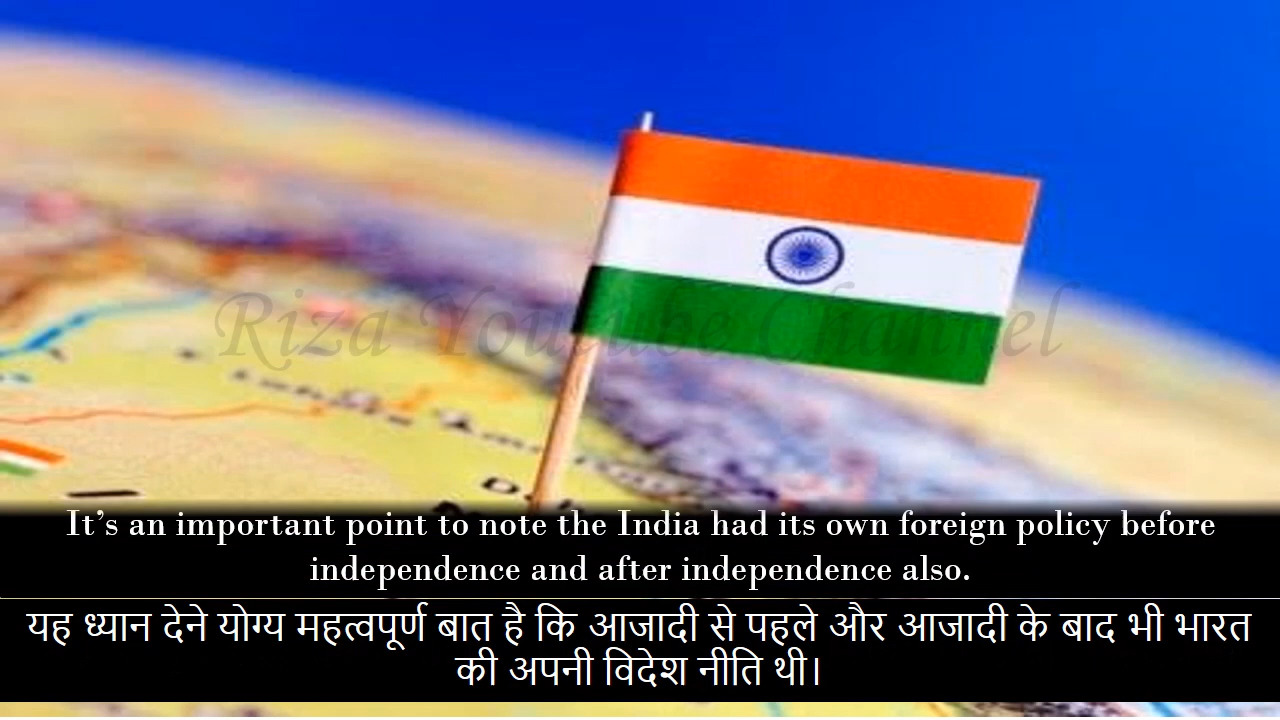 Riza Youtube Channel
It’s an important point to note the India had its own foreign policy before
independence and after independence also.
यह ध्यान देने योग्य महत्वपूर्ण बात है कि आजादी से पहले और आजादी के बाद भी भारत
की अपनी विदेश नीति थी।